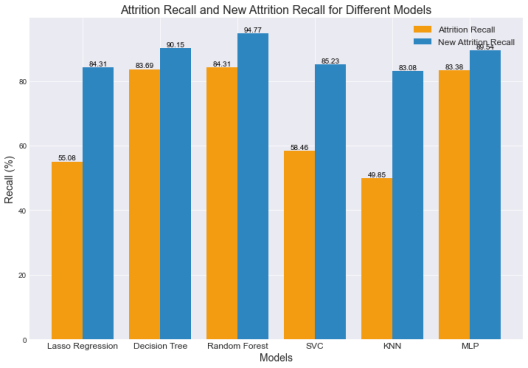 Attrition Recall and New Attrition Recall for Different Models
Attrition Recall
New Attrition Recall
Recall (%)
80
60
40
20
0
55.08
84.31
83.69
90.15
84.31
94.77
58.46
85.23
49.85
83.08
83.38
89.54
Lasso Regression
Decision Tree
Random Forest
SVC
KNN
MLP
Models